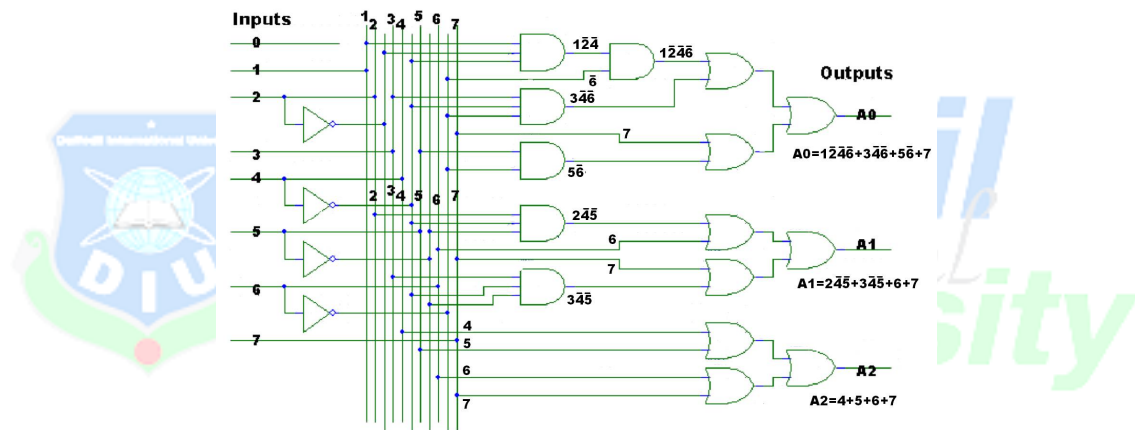 Inputs
1 2 3 4 5 6 7
0
1
2
3
4
5
6
7
2 3 4 5 6 7
12̅4̅
6̅
12̅4̅6̅
34̅6̅
7
56̅
Outputs
A0
A0=12̅4̅6̅+34̅6̅+56̅+7
24̅5̅
6
7
34̅5̅
A1
A1=24̅5̅+34̅5̅+6+7
4
5
6
7
A2
A2=4+5+6+7
DIU
il
sity